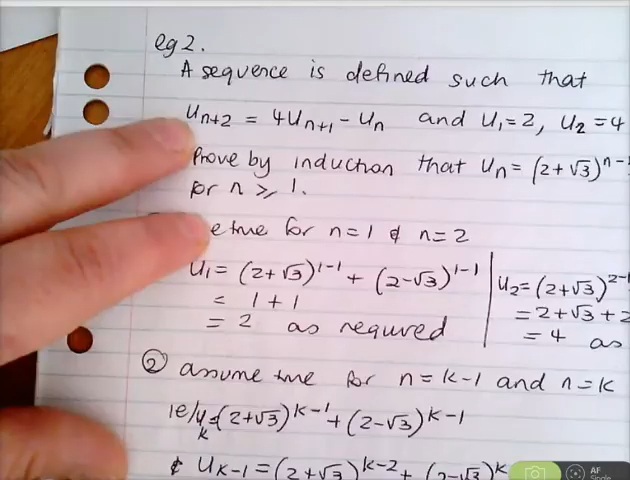 eg 2.
A sequence is defined such that
Uₙ₊₂ = 4Uₙ₊₁ - Uₙ and U₁=2, U₂=4
Prove by induction that Uₙ = (2+√3)ⁿ⁻
for n ⩾ 1.
e true for n=1 & n=2
U₁ = (2+√3)¹⁻¹ + (2-√3)¹⁻¹
= 1 + 1
= 2 as required
U₂=(2+√3)²⁻¹
=2+√3+2
= 4 as
② assume true for n=k-1 and n=k
ie/ Uₖ=(2+√3)ᵏ⁻¹+(2-√3)ᵏ⁻¹
& Uₖ₋₁=(2+√3)ᵏ⁻²+(2-√3)ᵏ
AF
Single